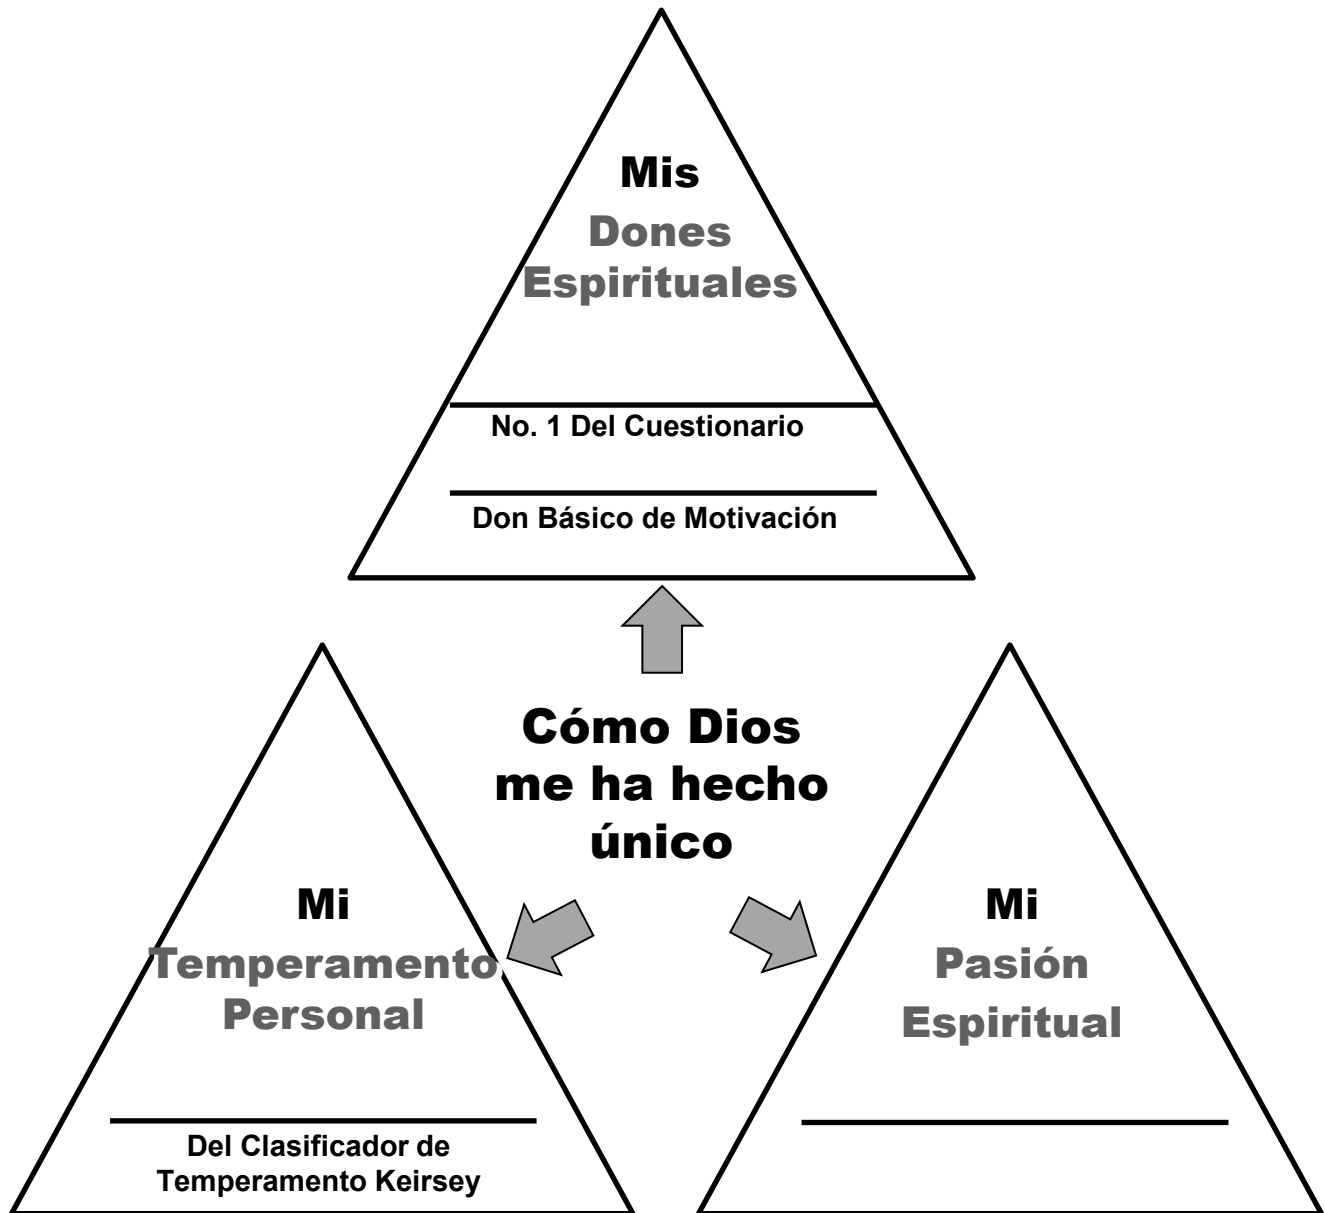 Mis
Dones
Espirituales
No. 1 Del Cuestionario
Don Básico de Motivación
Cómo Dios
me ha hecho
único
Mi
Temperamento
Personal
Del Clasificador de
Temperamento Keirsey
Mi
Pasión
Espiritual